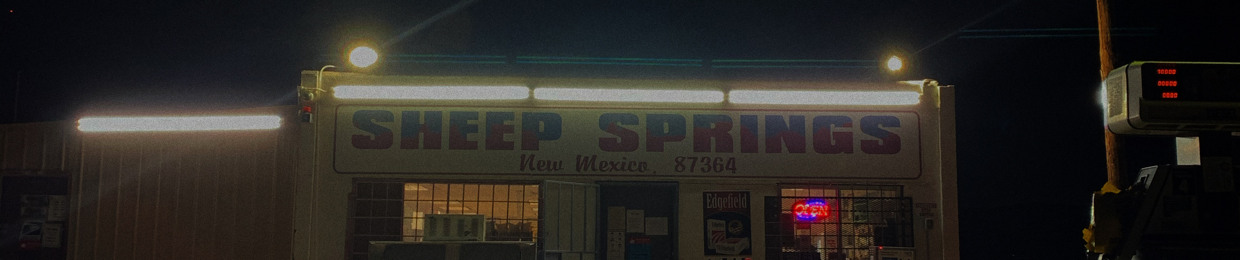 SHEEP SPRINGS
New Mexico, 87364
Edgefield
OPEN